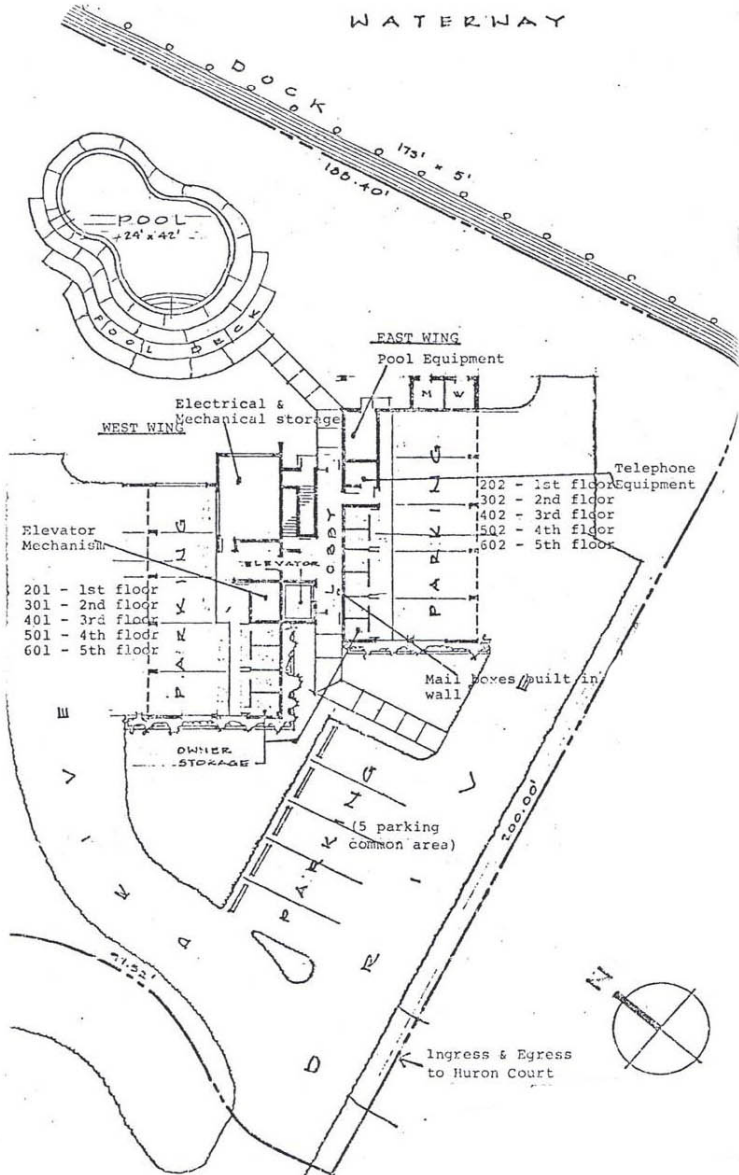 WATERWAY
DOCK
173' x 5'
188.40'
POOL
24' x 42'
POOL DECK
EAST WING
Pool Equipment
M W
Electrical &
Mechanical storage
WEST WING
Telephone
Equipment
202 - 1st floor
302 - 2nd floor
402 - 3rd floor
502 - 4th floor
602 - 5th floor
PARKING
LOBBY
ELEVATOR
Elevator
Mechanism
201 - 1st floor
301 - 2nd floor
401 - 3rd floor
501 - 4th floor
601 - 5th floor
PARKING
Mail boxes built in
wall
OWNER
STORAGE
(5 parking
common area)
PARKING
DRIVE
DRIVE
200.00'
97.52'
N
Ingress & Egress
to Huron Court